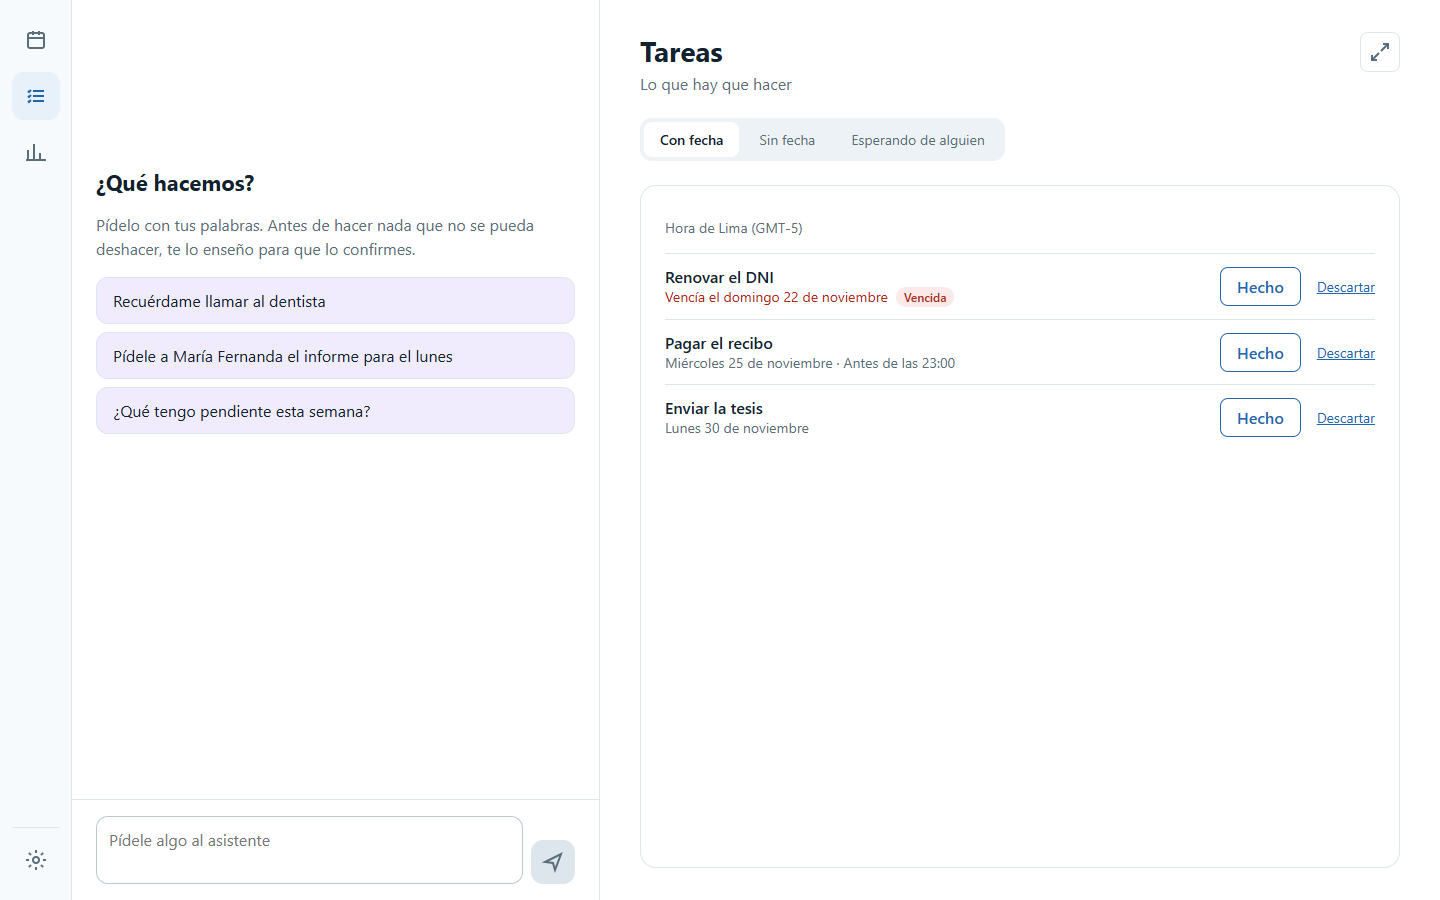 ¿Qué hacemos?
Pídelo con tus palabras. Antes de hacer nada que no se pueda
deshacer, te lo enseño para que lo confirmes.
Recuérdame llamar al dentista
Pídele a María Fernanda el informe para el lunes
¿Qué tengo pendiente esta semana?
Pídele algo al asistente
Tareas
Lo que hay que hacer
Con fecha
Sin fecha
Esperando de alguien
Hora de Lima (GMT-5)
Renovar el DNI
Vencía el domingo 22 de noviembre Vencida
Hecho Descartar
Pagar el recibo
Miércoles 25 de noviembre · Antes de las 23:00
Hecho Descartar
Enviar la tesis
Lunes 30 de noviembre
Hecho Descartar